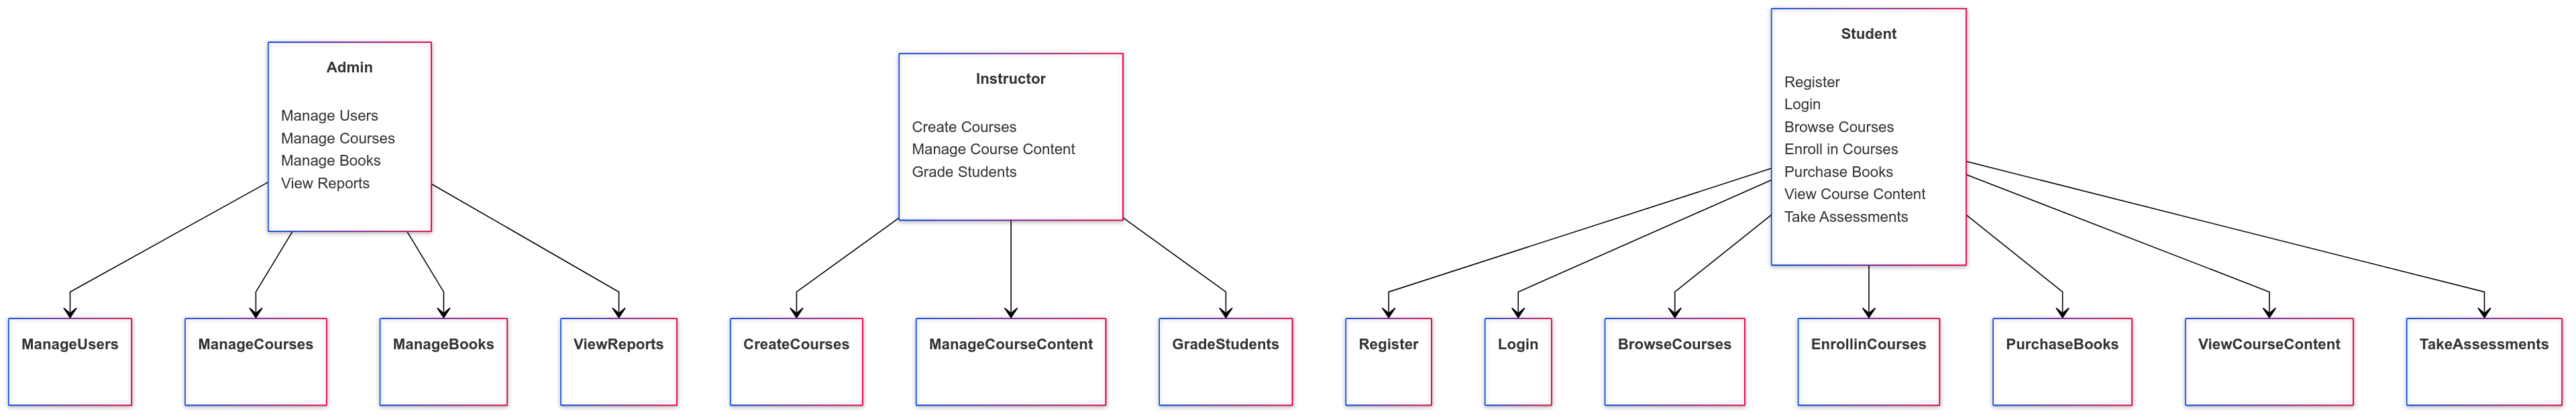 Admin
Manage Users
Manage Courses
Manage Books
View Reports
Instructor
Create Courses
Manage Course Content
Grade Students
Student
Register
Login
Browse Courses
Enroll in Courses
Purchase Books
View Course Content
Take Assessments
ManageUsers
ManageCourses
ManageBooks
ViewReports
CreateCourses
ManageCourseContent
GradeStudents
Register
Login
BrowseCourses
EnrollinCourses
PurchaseBooks
ViewCourseContent
TakeAssessments